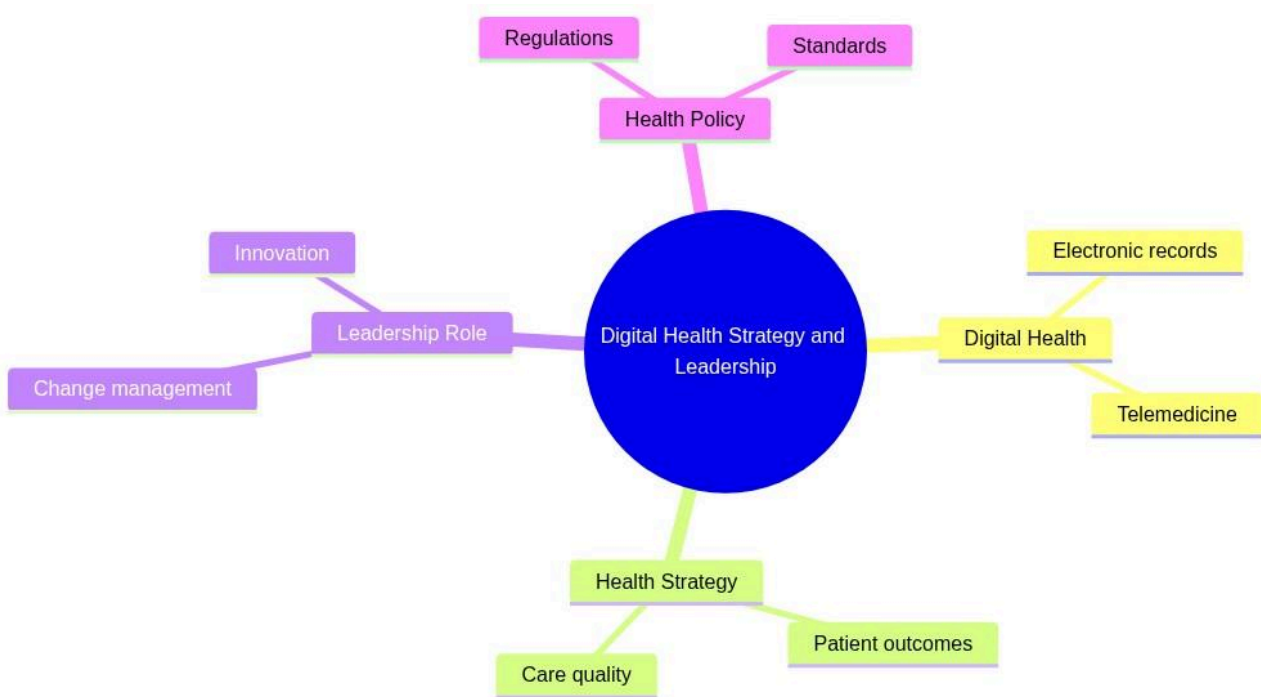 Regulations
Standards
Health Policy
Innovation
Electronic records
Leadership Role
Digital Health Strategy and
Leadership
Digital Health
Change management
Telemedicine
Health Strategy
Patient outcomes
Care quality